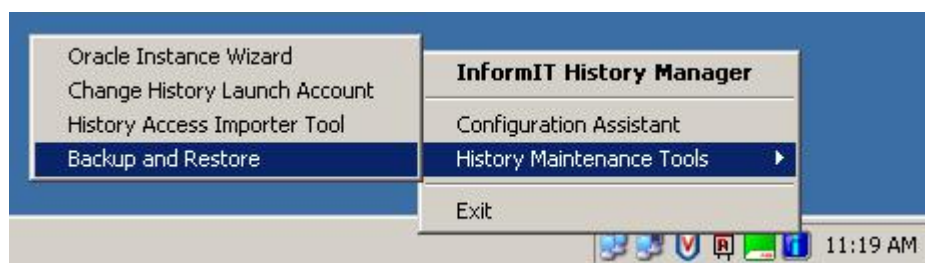 Oracle Instance Wizard
Change History Launch Account
History Access Importer Tool
Backup and Restore
InformIT History Manager
Configuration Assistant
History Maintenance Tools
Exit
11:19 AM